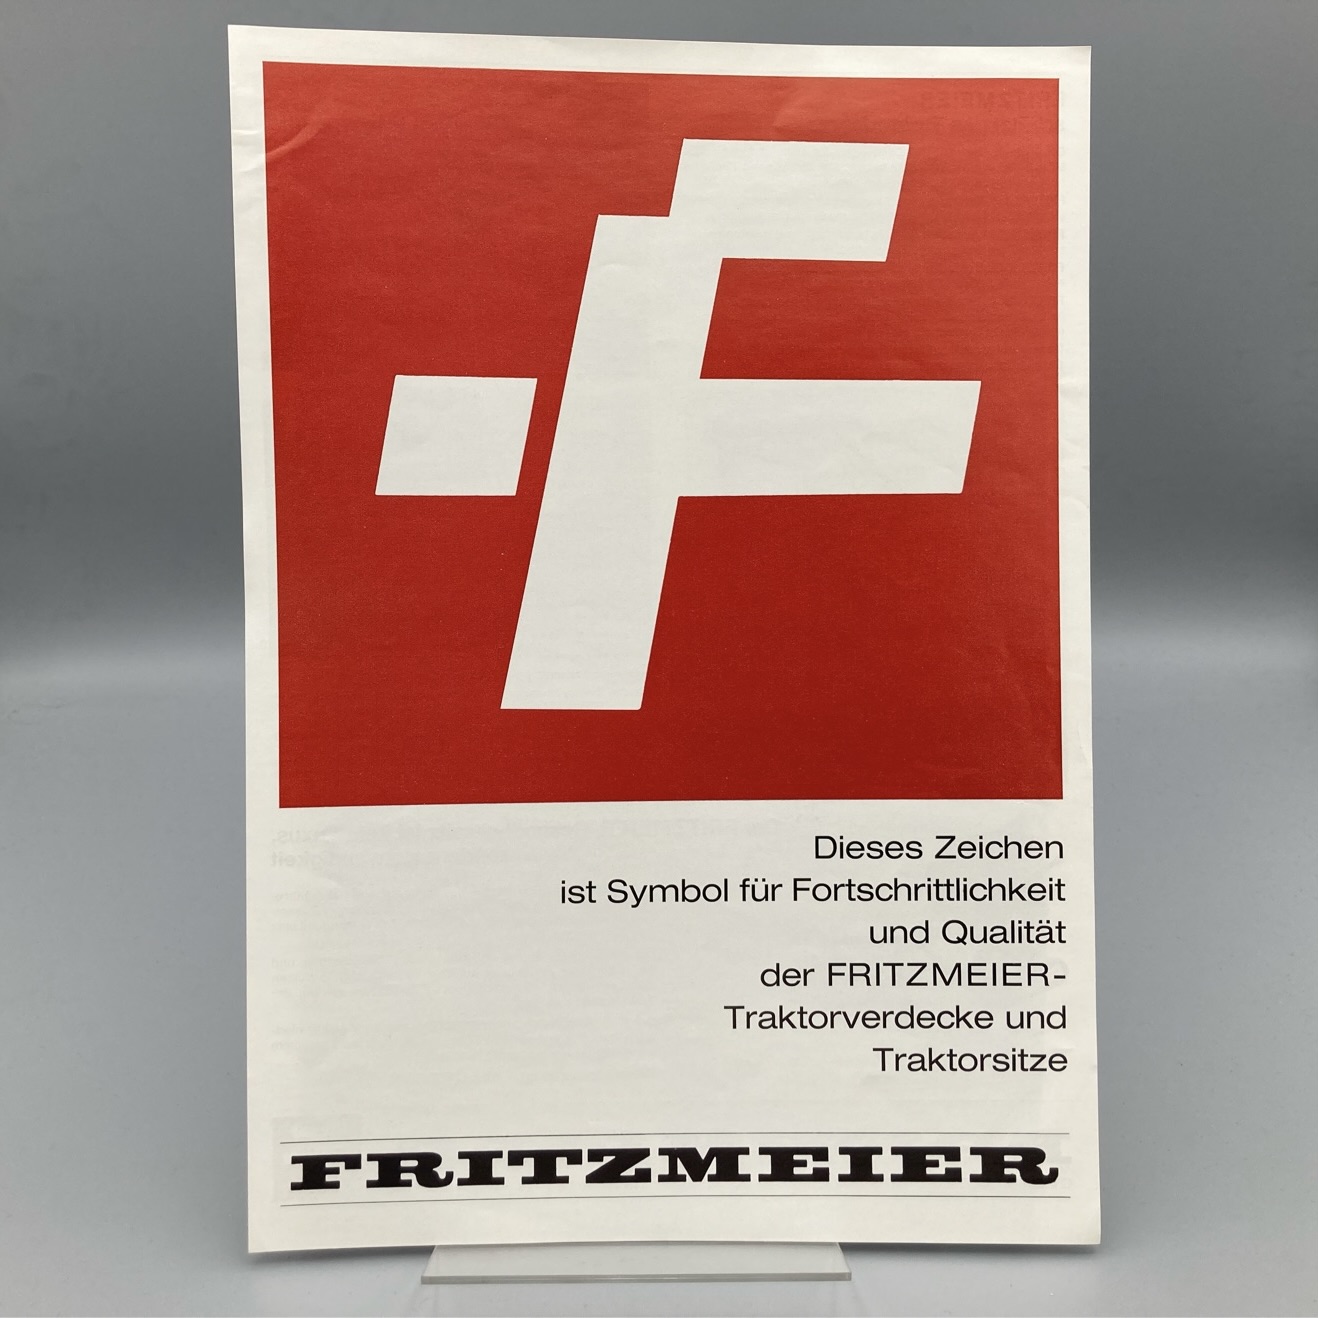 F
Dieses Zeichen
ist Symbol für Fortschrittlichkeit
und Qualität
der FRITZMEIER-
Traktorverdecke und
Traktorsitze
FRITZMEIER